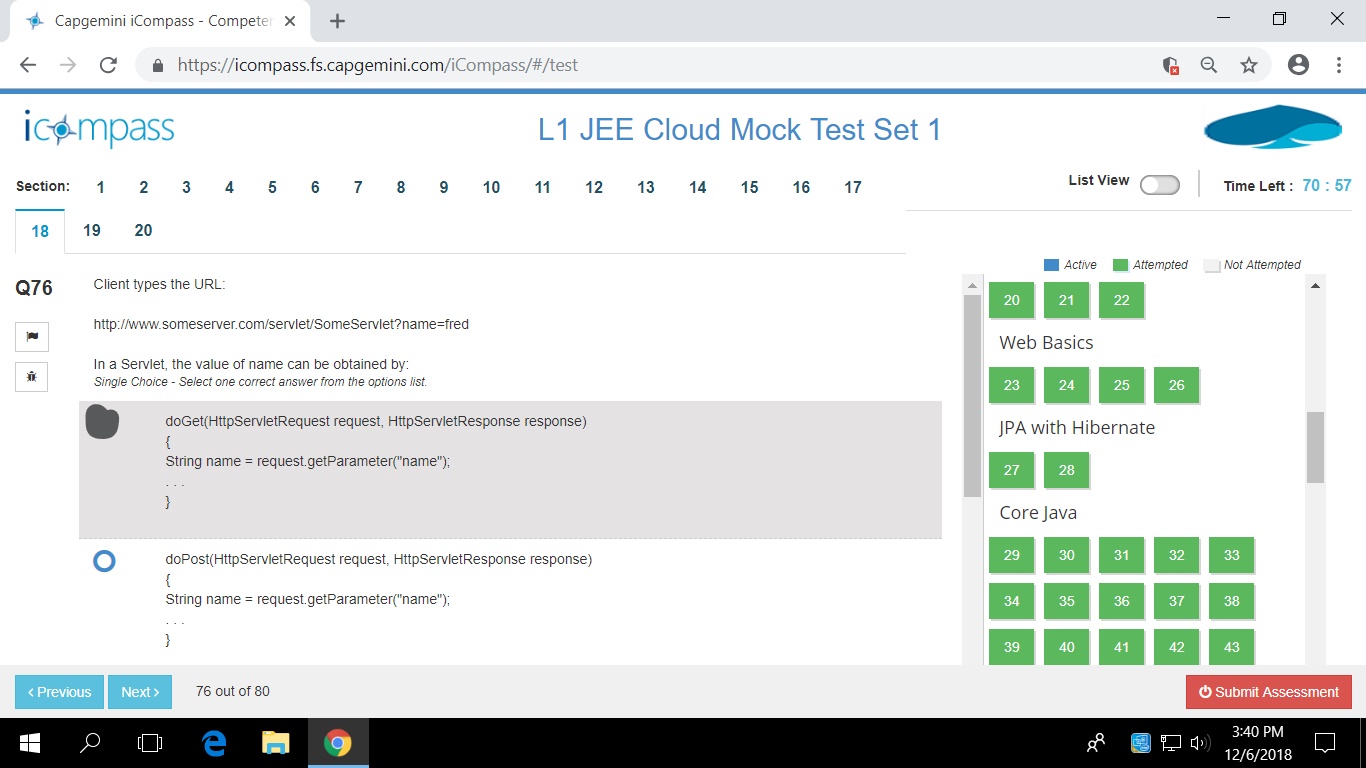 Capgemini iCompass - Competen
https://icompass.fs.capgemini.com/iCompass/#/test
icompass
L1 JEE Cloud Mock Test Set 1
Section: 1 2 3 4 5 6 7 8 9 10 11 12 13 14 15 16 17
List View
Time Left : 70 : 57
18 19 20
Active Attempted Not Attempted
Q76
Client types the URL:
http://www.someserver.com/servlet/SomeServlet?name=fred
In a Servlet, the value of name can be obtained by:
Single Choice - Select one correct answer from the options list.
doGet(HttpServletRequest request, HttpServletResponse response)
{
String name = request.getParameter("name");
. . .
}
doPost(HttpServletRequest request, HttpServletResponse response)
{
String name = request.getParameter("name");
. . .
}
20 21 22
Web Basics
23 24 25 26
JPA with Hibernate
27 28
Core Java
29 30 31 32 33
34 35 36 37 38
39 40 41 42 43
‹ Previous
Next ›
76 out of 80
Submit Assessment
3:40 PM
12/6/2018